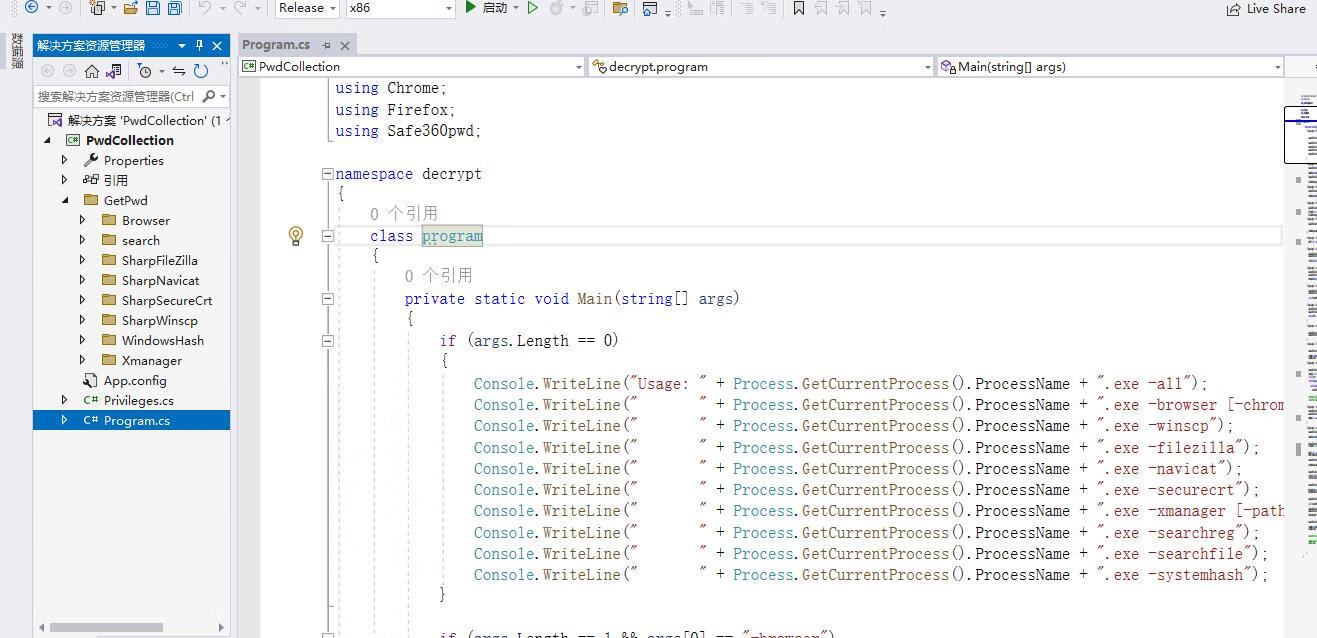 Release
x86
启动
Live Share
数据源
解决方案资源管理器
搜索解决方案资源管理器(Ctrl
解决方案 'PwdCollection' (1
PwdCollection
Properties
引用
GetPwd
Browser
search
SharpFileZilla
SharpNavicat
SharpSecureCrt
SharpWinscp
WindowsHash
Xmanager
App.config
C# Privileges.cs
C# Program.cs
Program.cs
C# PwdCollection
decrypt.program
Main(string[] args)
using Chrome;
using Firefox;
using Safe360pwd;
namespace decrypt
{
0 个引用
class program
{
0 个引用
private static void Main(string[] args)
{
if (args.Length == 0)
{
Console.WriteLine("Usage: " + Process.GetCurrentProcess().ProcessName + ".exe -all");
Console.WriteLine("       " + Process.GetCurrentProcess().ProcessName + ".exe -browser [-chrom
Console.WriteLine("       " + Process.GetCurrentProcess().ProcessName + ".exe -winscp");
Console.WriteLine("       " + Process.GetCurrentProcess().ProcessName + ".exe -filezilla");
Console.WriteLine("       " + Process.GetCurrentProcess().ProcessName + ".exe -navicat");
Console.WriteLine("       " + Process.GetCurrentProcess().ProcessName + ".exe -securecrt");
Console.WriteLine("       " + Process.GetCurrentProcess().ProcessName + ".exe -xmanager [-path
Console.WriteLine("       " + Process.GetCurrentProcess().ProcessName + ".exe -searchreg");
Console.WriteLine("       " + Process.GetCurrentProcess().ProcessName + ".exe -searchfile");
Console.WriteLine("       " + Process.GetCurrentProcess().ProcessName + ".exe -systemhash");
}
if (args.Length == 1 && args[0] == "-browser")